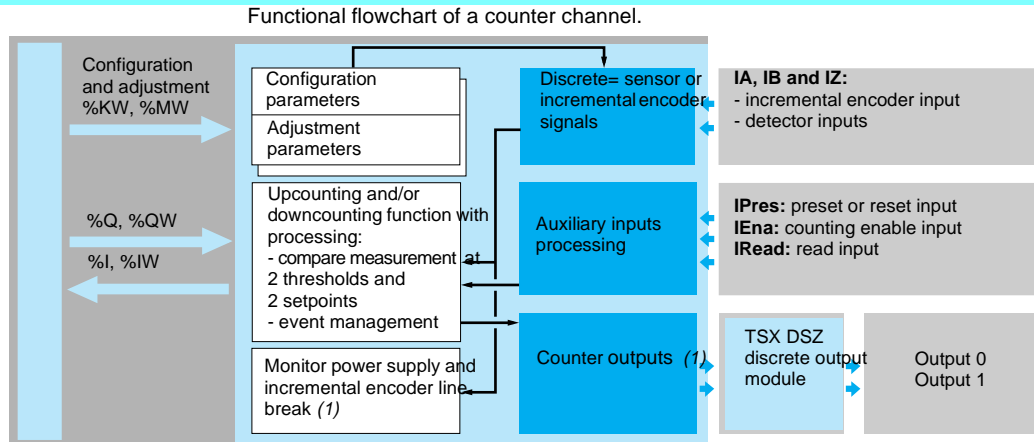 Functional flowchart of a counter channel.
Configuration
and adjustment
%KW, %MW
%Q, %QW
%I, %IW
Configuration
parameters
Adjustment
parameters
Upcounting and/or
downcounting function with
processing:
- compare measurement at
2 thresholds and
2 setpoints
- event management
Monitor power supply and
incremental encoder line
break (1)
Discrete= sensor or
incremental encoder
signals
Auxiliary inputs
processing
Counter outputs (1)
IA, IB and IZ:
- incremental encoder input
- detector inputs
IPres: preset or reset input
IEna: counting enable input
IRead: read input
TSX DSZ
discrete output
module
Output 0
Output 1